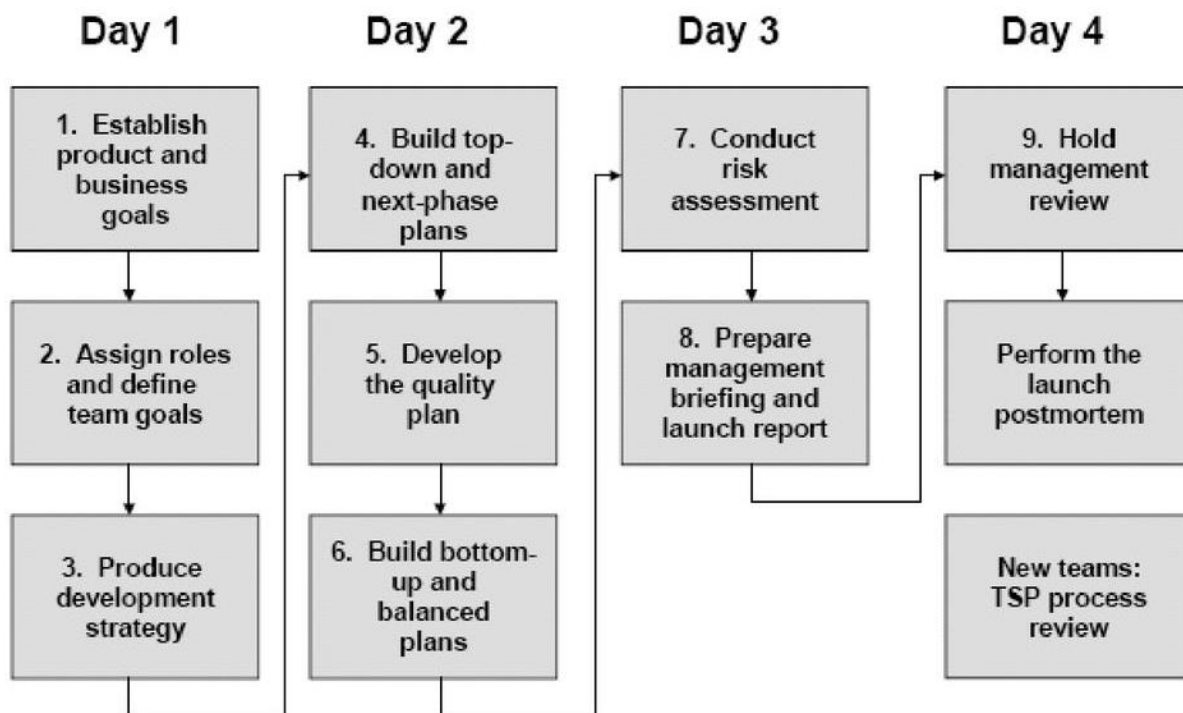 Day 1
Day 2
Day 3
Day 4
1. Establish
product and
business
goals
2. Assign roles
and define
team goals
3. Produce
development
strategy
4. Build top-
down and
next-phase
plans
5. Develop
the quality
plan
6. Build bottom-
up and
balanced
plans
7. Conduct
risk
assessment
8. Prepare
management
briefing and
launch report
9. Hold
management
review
Perform the
launch
postmortem
New teams:
TSP process
review